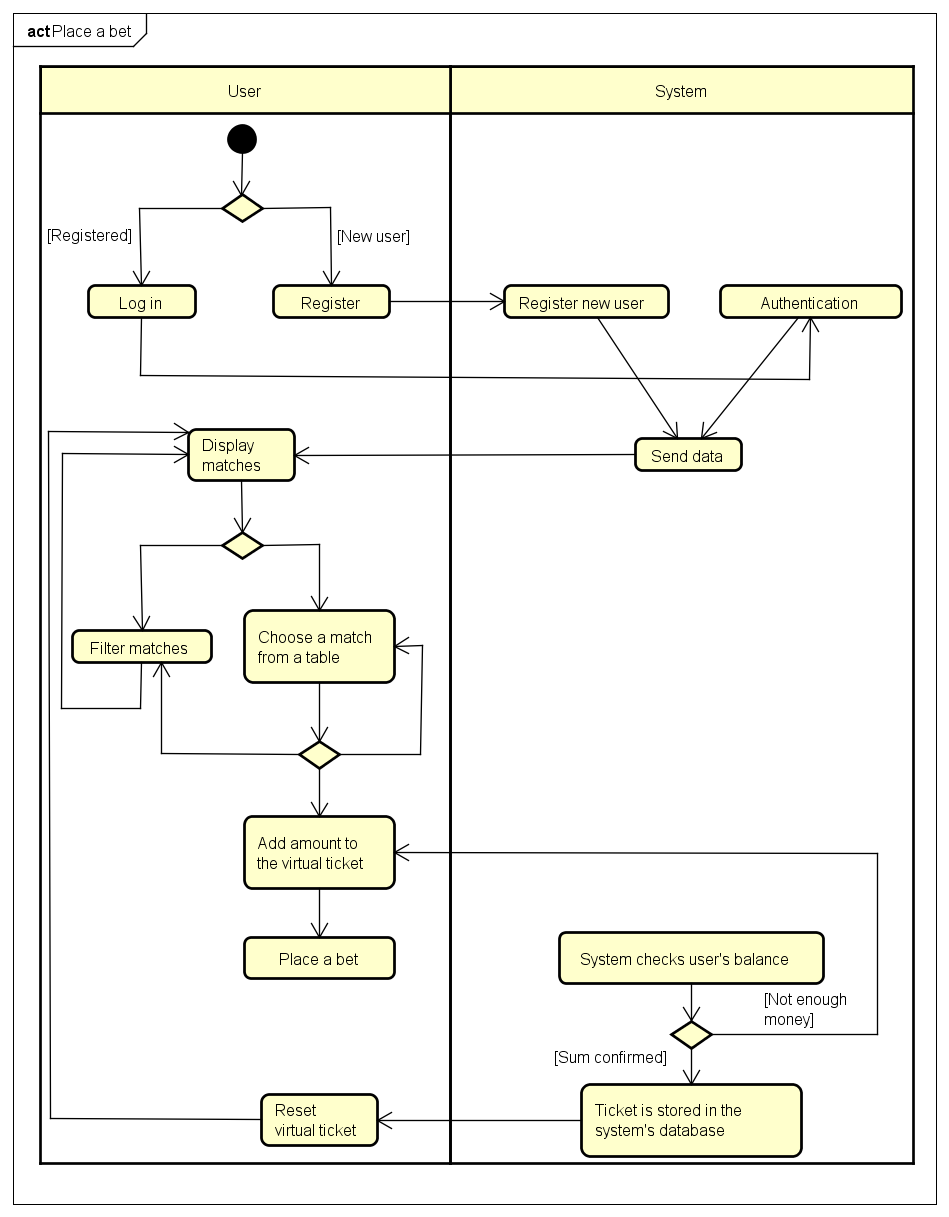 act Place a bet
User
System
[Registered]
[New user]
Log in
Register
Register new user
Authentication
Display
matches
Send data
Filter matches
Choose a match
from a table
Add amount to
the virtual ticket
Place a bet
System checks user's balance
[Not enough
money]
[Sum confirmed]
Reset
virtual ticket
Ticket is stored in the
system's database